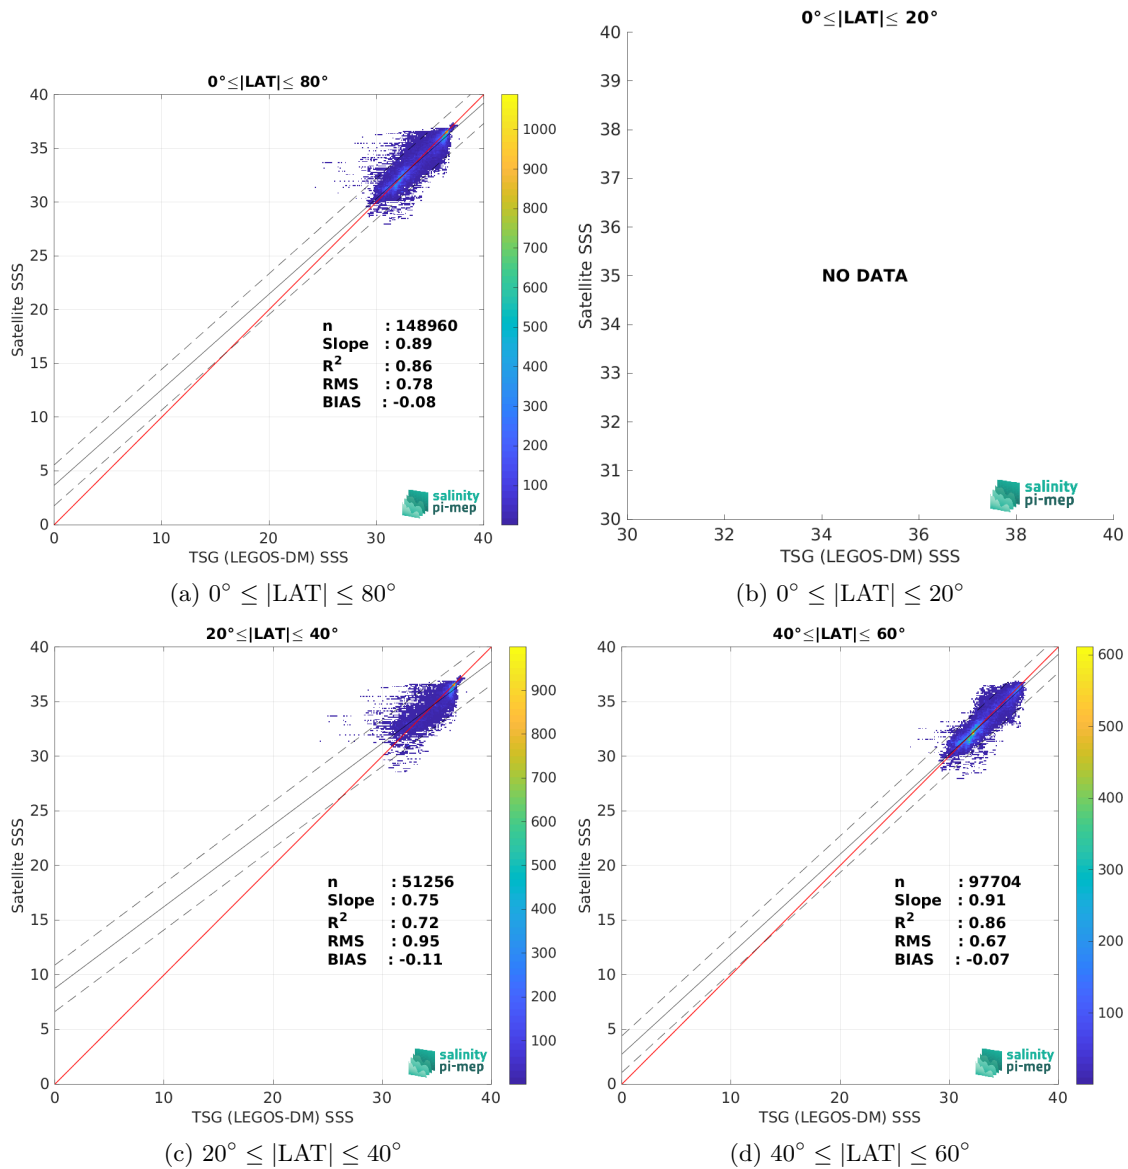 0°≤|LAT|≤ 80°
40
35
30
25
20
15
10
5
0
Satellite SSS
n : 148960
Slope : 0.89
R² : 0.86
RMS : 0.78
BIAS : -0.08
salinity
pi-mep
0 10 20 30 40
TSG (LEGOS-DM) SSS
1000
900
800
700
600
500
400
300
200
100
(a) 0° ≤ |LAT| ≤ 80°
0°≤|LAT|≤ 20°
40
39
38
37
36
35
34
33
32
31
30
Satellite SSS
NO DATA
salinity
pi-mep
30 32 34 36 38 40
TSG (LEGOS-DM) SSS
(b) 0° ≤ |LAT| ≤ 20°
20°≤|LAT|≤ 40°
40
35
30
25
20
15
10
5
0
Satellite SSS
n : 51256
Slope : 0.75
R² : 0.72
RMS : 0.95
BIAS : -0.11
salinity
pi-mep
0 10 20 30 40
TSG (LEGOS-DM) SSS
900
800
700
600
500
400
300
200
100
(c) 20° ≤ |LAT| ≤ 40°
40°≤|LAT|≤ 60°
40
35
30
25
20
15
10
5
0
Satellite SSS
n : 97704
Slope : 0.91
R² : 0.86
RMS : 0.67
BIAS : -0.07
salinity
pi-mep
0 10 20 30 40
TSG (LEGOS-DM) SSS
600
500
400
300
200
100
(d) 40° ≤ |LAT| ≤ 60°